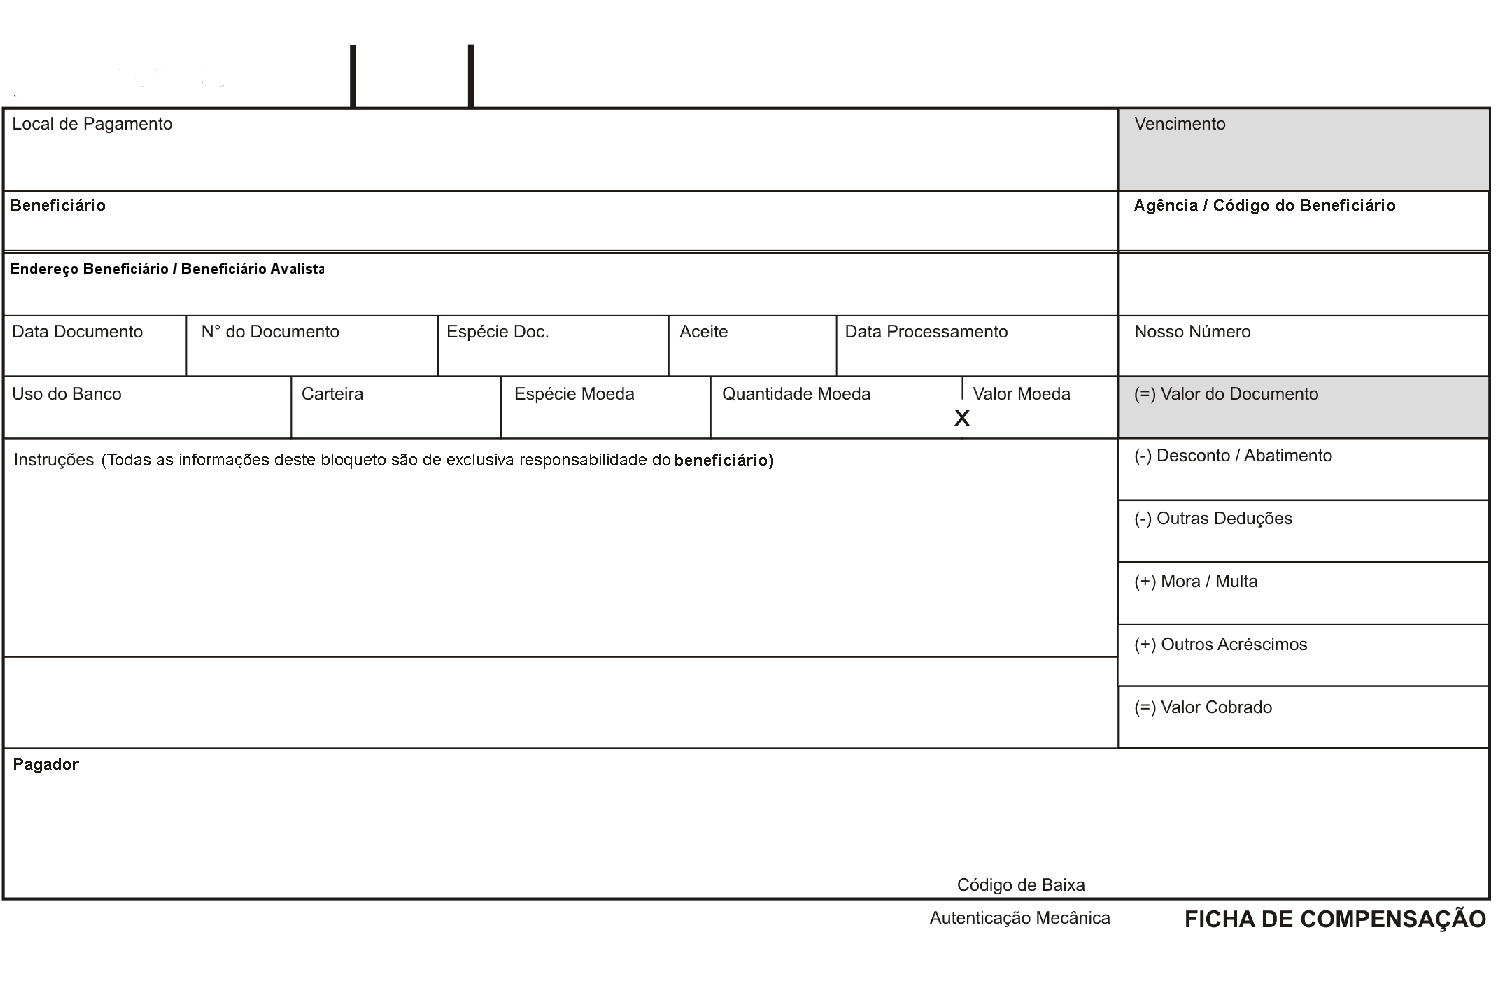 Local de Pagamento
Vencimento
Beneficiário
Agência / Código do Beneficiário
Endereço Beneficiário / Beneficiário Avalista
Data Documento
N° do Documento
Espécie Doc.
Aceite
Data Processamento
Nosso Número
Uso do Banco
Carteira
Espécie Moeda
Quantidade Moeda
X
Valor Moeda
(=) Valor do Documento
Instruções (Todas as informações deste bloqueto são de exclusiva responsabilidade do beneficiário)
(-) Desconto / Abatimento
(-) Outras Deduções
(+) Mora / Multa
(+) Outros Acréscimos
(=) Valor Cobrado
Pagador
Código de Baixa
Autenticação Mecânica
FICHA DE COMPENSAÇÃO